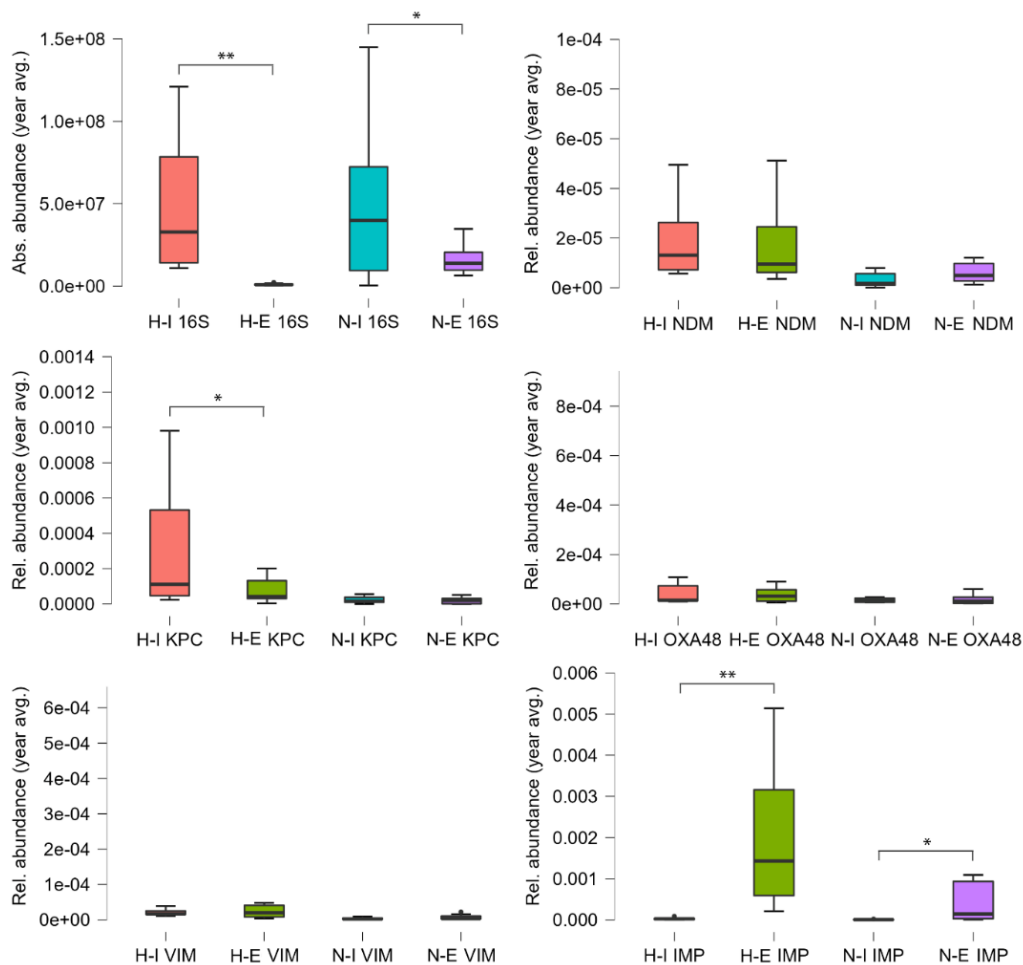 Abs. abundance (year avg.)
1.5e+08
1.0e+08
5.0e+07
0.0e+00
**
*
H-I 16S
H-E 16S
N-I 16S
N-E 16S
Rel. abundance (year avg.)
1e-04
8e-05
6e-05
4e-05
2e-05
0e+00
H-I NDM
H-E NDM
N-I NDM
N-E NDM
Rel. abundance (year avg.)
0.0014
0.0012
0.0010
0.0008
0.0006
0.0004
0.0002
0.0000
*
H-I KPC
H-E KPC
N-I KPC
N-E KPC
Rel. abundance (year avg.)
8e-04
6e-04
4e-04
2e-04
0e+00
H-I OXA48
H-E OXA48
N-I OXA48
N-E OXA48
Rel. abundance (year avg.)
6e-04
5e-04
4e-04
3e-04
2e-04
1e-04
0e+00
H-I VIM
H-E VIM
N-I VIM
N-E VIM
Rel. abundance (year avg.)
0.006
0.005
0.004
0.003
0.002
0.001
0.000
**
*
H-I IMP
H-E IMP
N-I IMP
N-E IMP